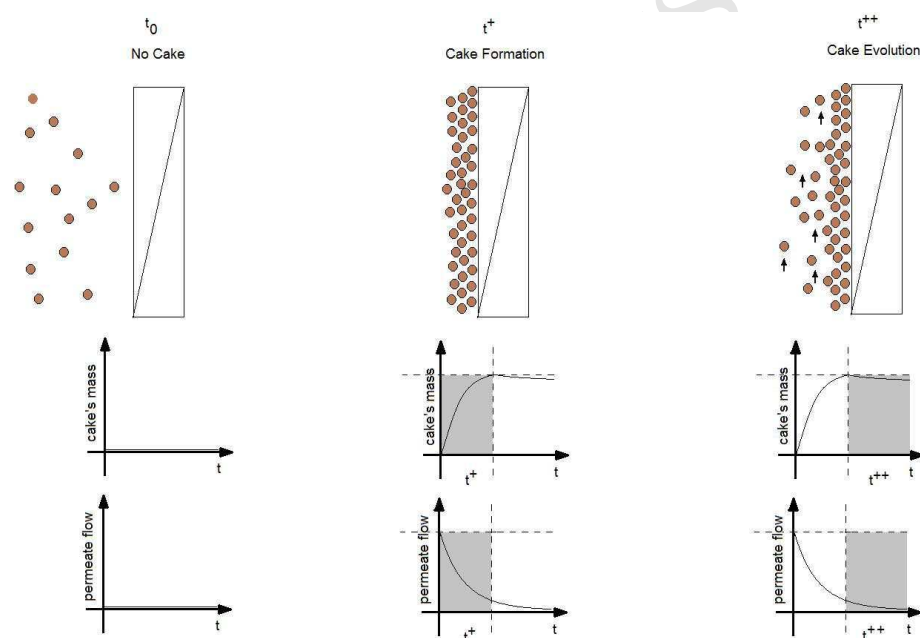 t0
No Cake
t+
Cake Formation
t++
Cake Evolution
cake's mass
t
cake's mass
t+
t
cake's mass
t++
t
permeate flow
t
permeate flow
t+
t
permeate flow
t++
t